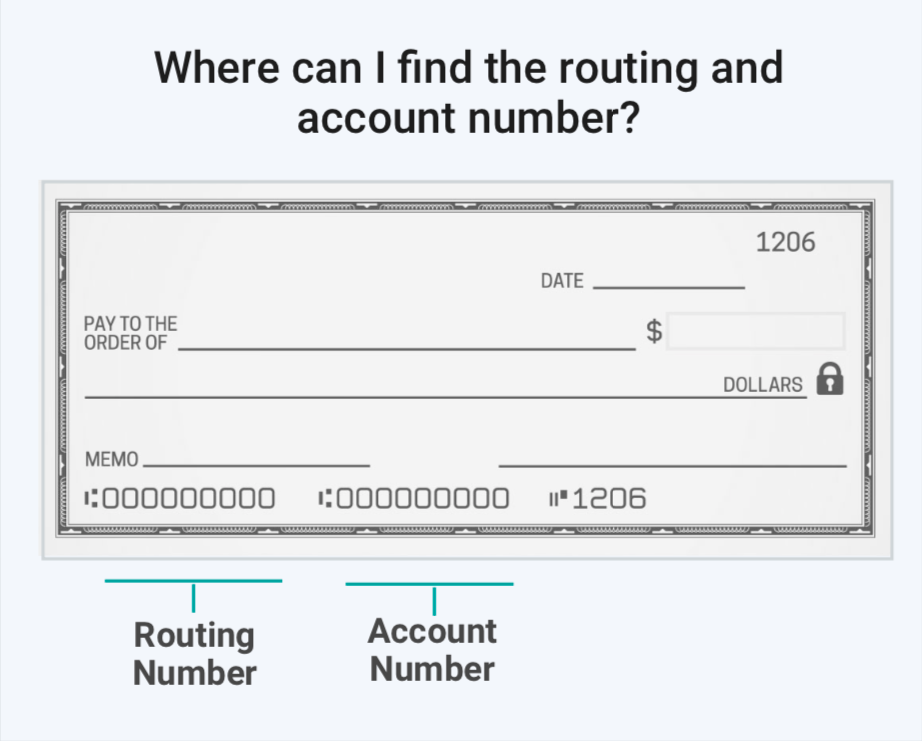 Where can I find the routing and
account number?
1206
DATE
PAY TO THE
ORDER OF
$
DOLLARS
MEMO
⑆000000000 ⑆000000000 ⑈1206
Routing
Number
Account
Number